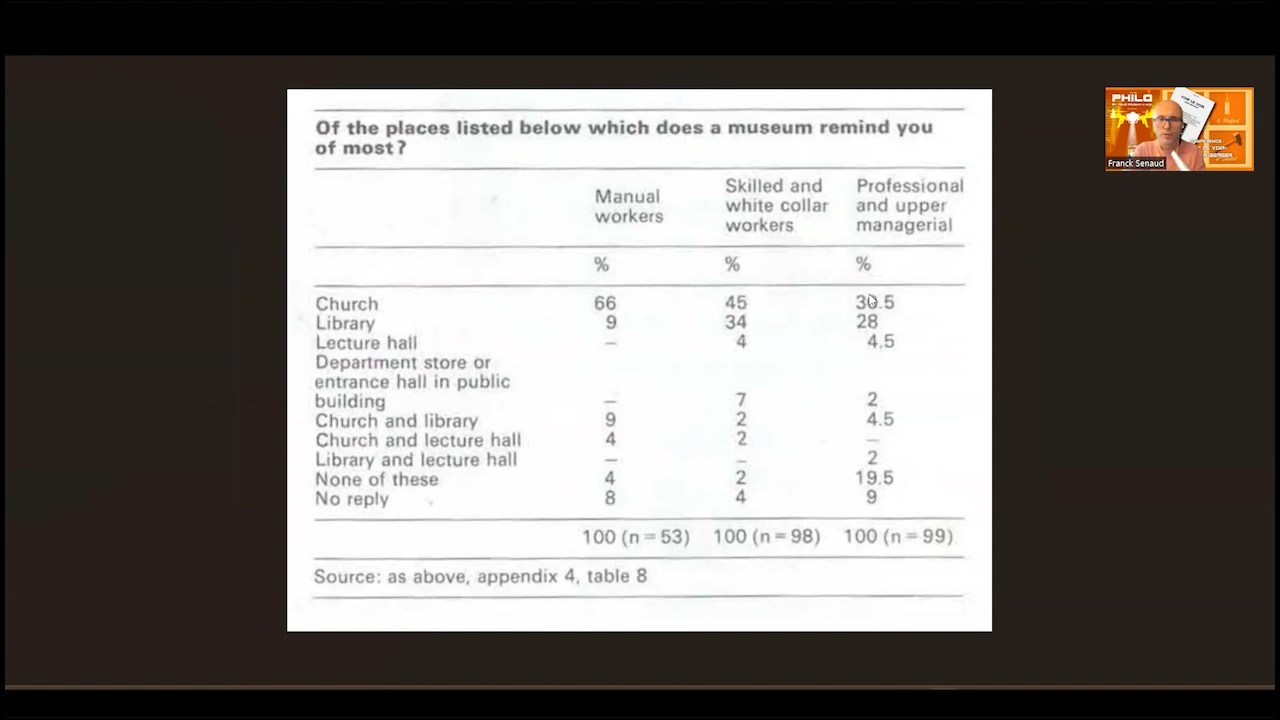 Of the places listed below which does a museum remind you
of most?
Manual
workers
Skilled and
white collar
workers
Professional
and upper
managerial
% % %
Church 66 45 30.5
Library 9 34 28
Lecture hall — 4 4.5
Department store or
entrance hall in public
building — 7 2
Church and library 9 2 4.5
Church and lecture hall 4 2 —
Library and lecture hall — — 2
None of these 4 2 19.5
No reply 8 4 9
100 (n = 53) 100 (n = 98) 100 (n = 99)
Source: as above, appendix 4, table 8
PHILO
Franck Senaud